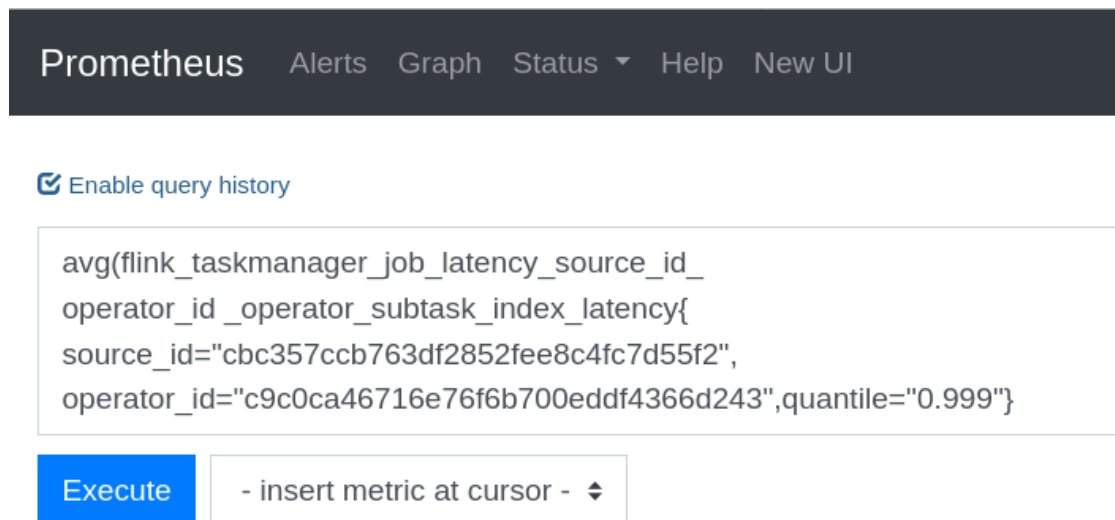 Prometheus Alerts Graph Status Help New UI
Enable query history
avg(flink_taskmanager_job_latency_source_id_
operator_id _operator_subtask_index_latency{
source_id="cbc357ccb763df2852fee8c4fc7d55f2",
operator_id="c9c0ca46716e76f6b700eddf4366d243",quantile="0.999"}
Execute - insert metric at cursor -